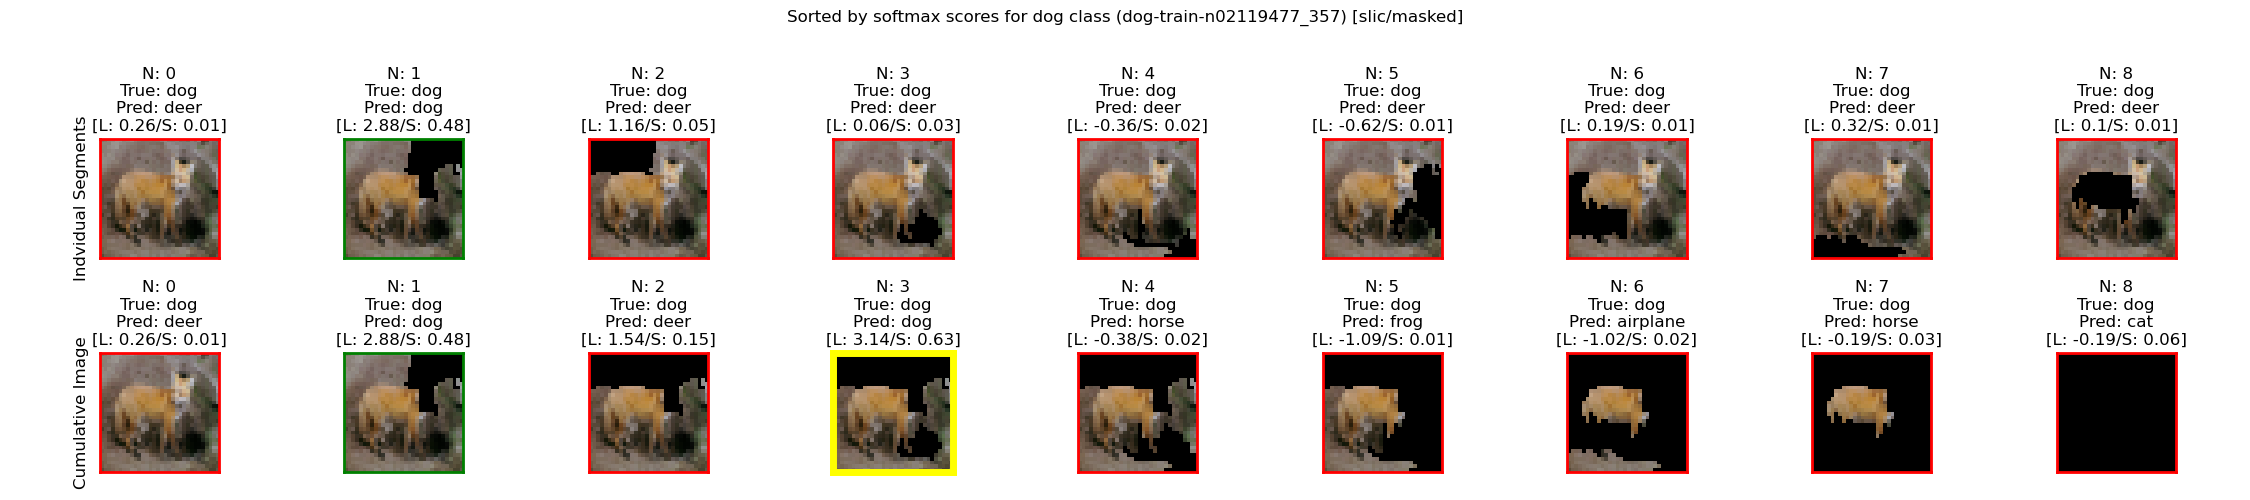 Sorted by softmax scores for dog class (dog-train-n02119477_357) [slic/masked]
Indvidual Segments
N: 0
True: dog
Pred: deer
[L: 0.26/S: 0.01]
N: 1
True: dog
Pred: dog
[L: 2.88/S: 0.48]
N: 2
True: dog
Pred: deer
[L: 1.16/S: 0.05]
N: 3
True: dog
Pred: deer
[L: 0.06/S: 0.03]
N: 4
True: dog
Pred: deer
[L: -0.36/S: 0.02]
N: 5
True: dog
Pred: deer
[L: -0.62/S: 0.01]
N: 6
True: dog
Pred: deer
[L: 0.19/S: 0.01]
N: 7
True: dog
Pred: deer
[L: 0.32/S: 0.01]
N: 8
True: dog
Pred: deer
[L: 0.1/S: 0.01]
Cumulative Image
N: 0
True: dog
Pred: deer
[L: 0.26/S: 0.01]
N: 1
True: dog
Pred: dog
[L: 2.88/S: 0.48]
N: 2
True: dog
Pred: deer
[L: 1.54/S: 0.15]
N: 3
True: dog
Pred: dog
[L: 3.14/S: 0.63]
N: 4
True: dog
Pred: horse
[L: -0.38/S: 0.02]
N: 5
True: dog
Pred: frog
[L: -1.09/S: 0.01]
N: 6
True: dog
Pred: airplane
[L: -1.02/S: 0.02]
N: 7
True: dog
Pred: horse
[L: -0.19/S: 0.03]
N: 8
True: dog
Pred: cat
[L: -0.19/S: 0.06]